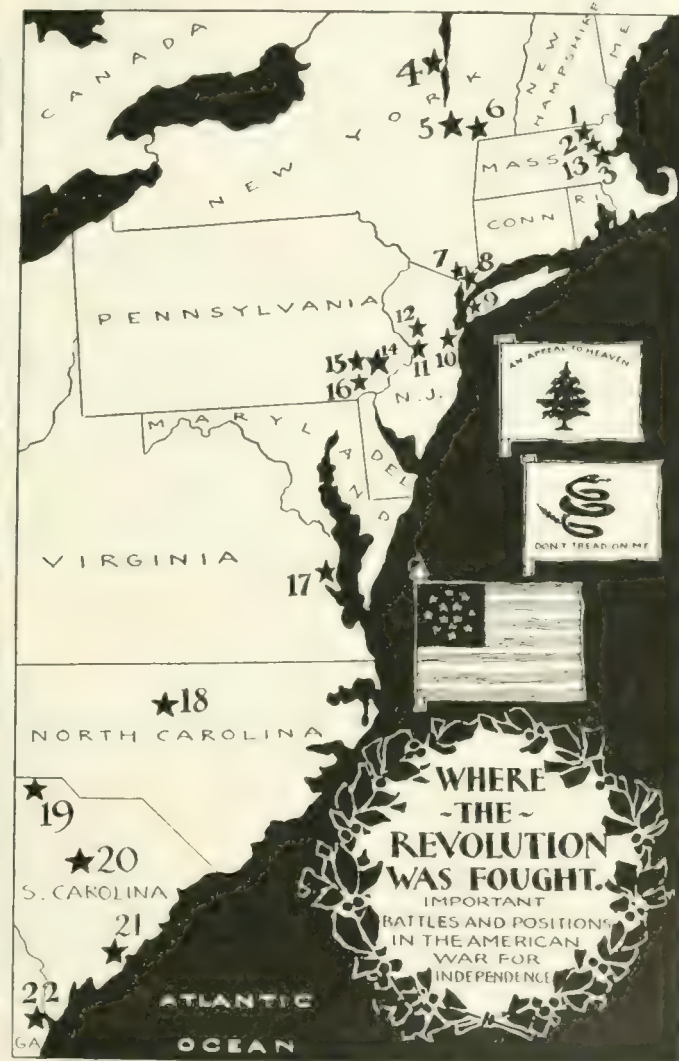 CANADA
NEW YORK
NEW HAMPSHIRE
ME
4
5
6
1
2
13
3
MASS
CONN
R I
7
8
9
PENNSYLVANIA
12
10
11
15
14
16
N.J.
MARYLAND
DEL
AN APPEAL TO HEAVEN
DON'T TREAD ON ME
VIRGINIA
17
18
NORTH CAROLINA
19
20
S. CAROLINA
21
22
GA
ATLANTIC
OCEAN
WHERE
~THE~
REVOLUTION
WAS FOUGHT.
IMPORTANT
BATTLES AND POSITIONS
IN THE AMERICAN
WAR FOR
INDEPENDENCE